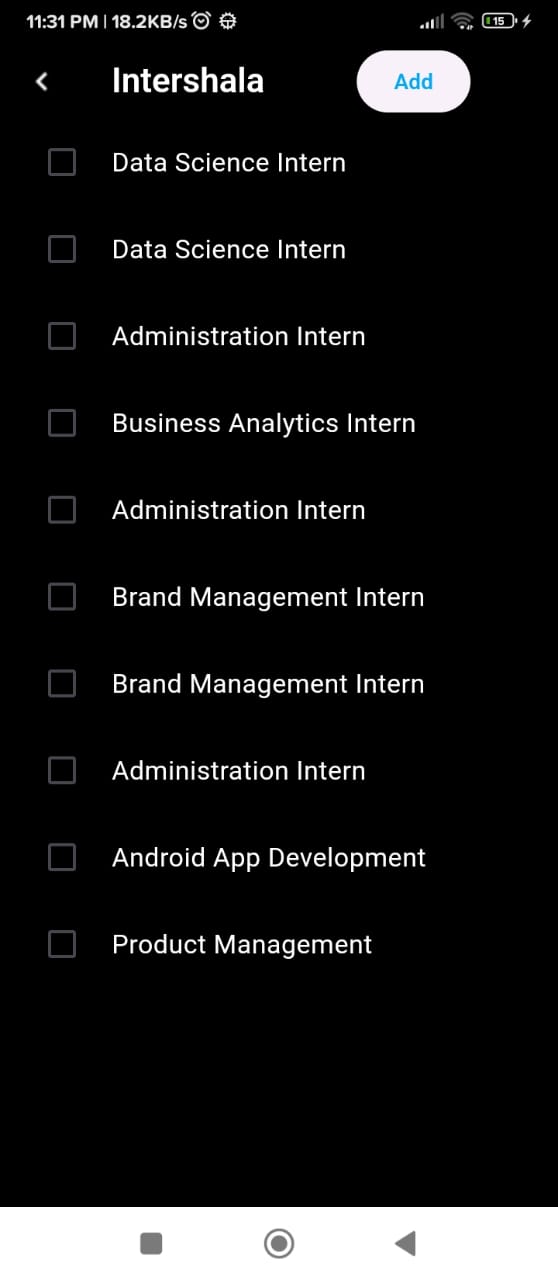 11:31 PM | 18.2KB/s 15
Intershala
Add
Data Science Intern
Data Science Intern
Administration Intern
Business Analytics Intern
Administration Intern
Brand Management Intern
Brand Management Intern
Administration Intern
Android App Development
Product Management